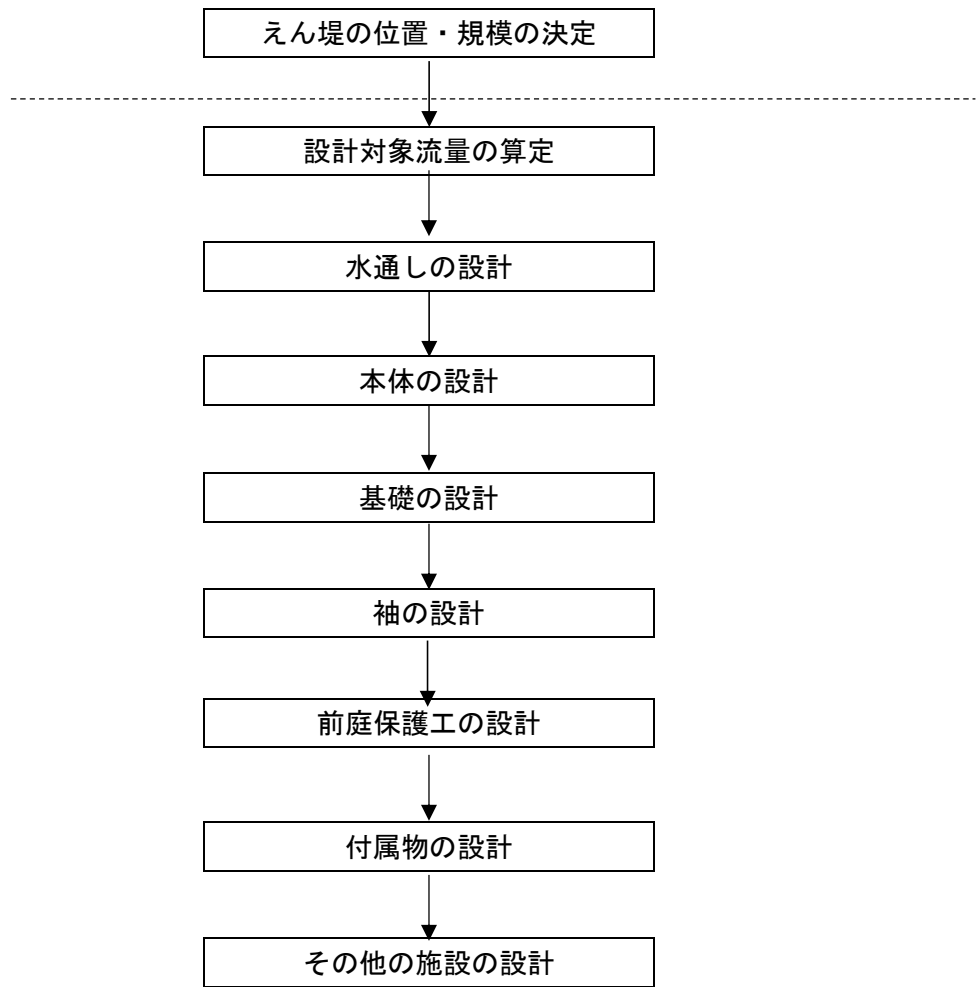 えん堤の位置・規模の決定
設計対象流量の算定
水通しの設計
本体の設計
基礎の設計
袖の設計
前庭保護工の設計
付属物の設計
その他の施設の設計